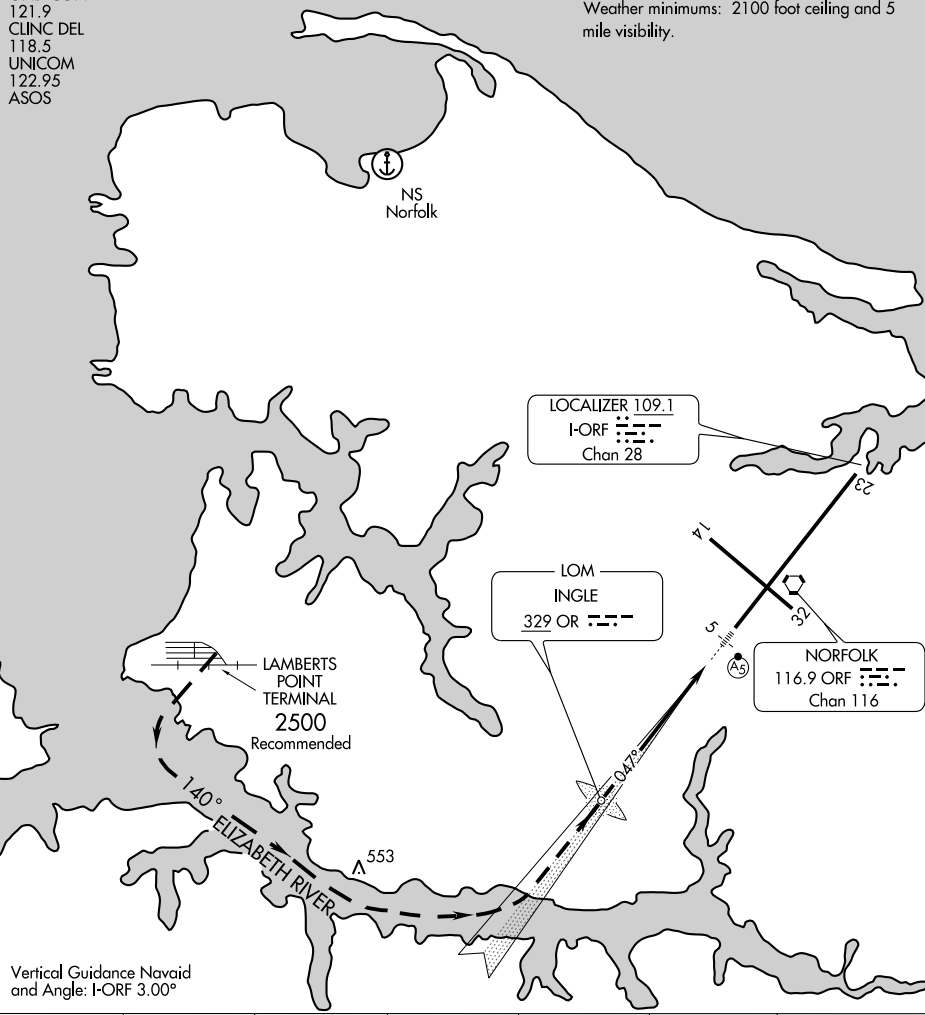 121.9
CLINC DEL
118.5
UNICOM
122.95
ASOS
Weather minimums: 2100 foot ceiling and 5
mile visibility.
NS
Norfolk
LOCALIZER 109.1
I-ORF
Chan 28
23
14
32
5
A5
LOM
INGLE
329 OR
NORFOLK
116.9 ORF
Chan 116
LAMBERTS
POINT
TERMINAL
2500
Recommended
047°
140°
ELIZABETH RIVER
553
Vertical Guidance Navaid
and Angle: I-ORF 3.00°